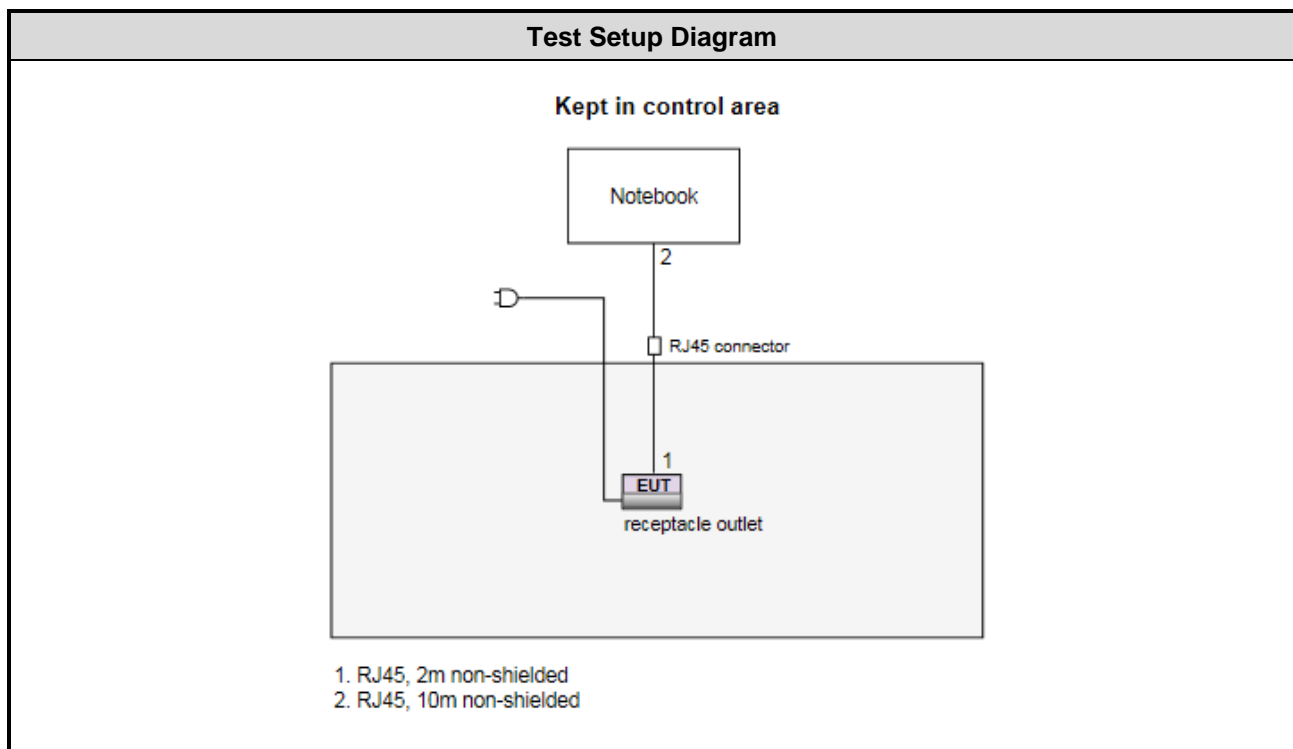 Test Setup Diagram
Kept in control area
Notebook
2
RJ45 connector
1
EUT
receptacle outlet
1. RJ45, 2m non-shielded
2. RJ45, 10m non-shielded